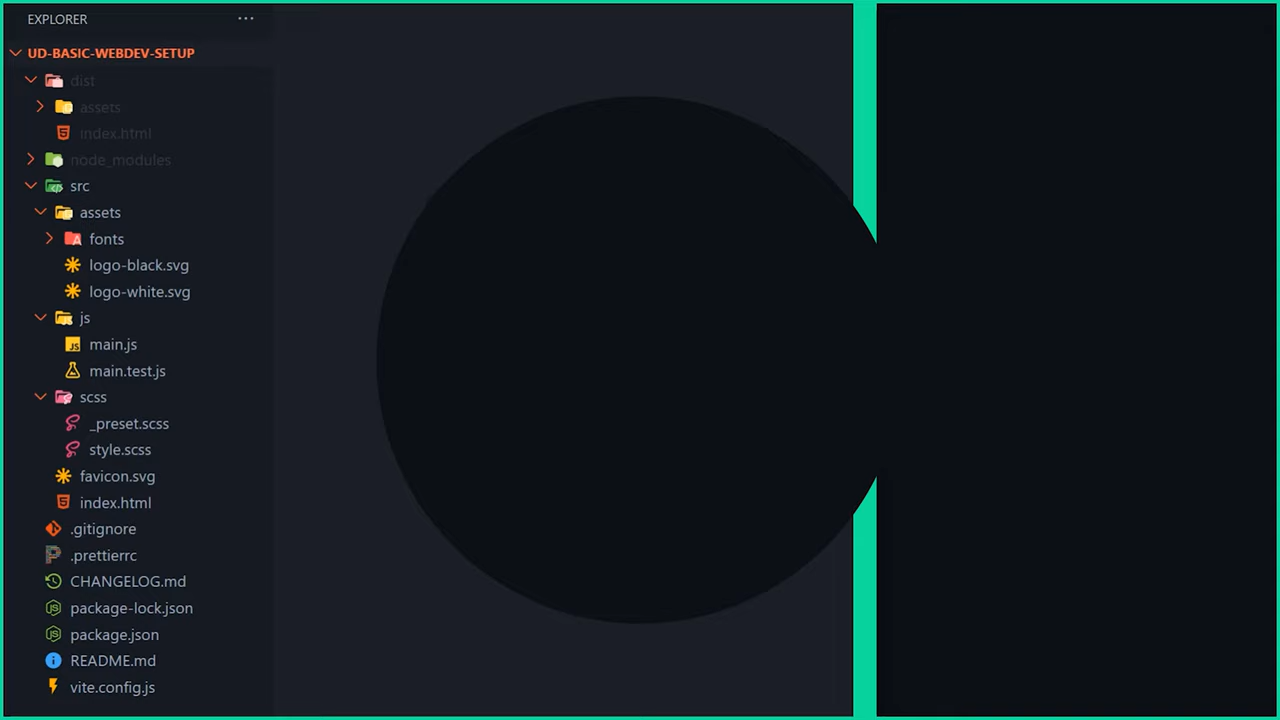 EXPLORER
UD-BASIC-WEBDEV-SETUP
dist
assets
index.html
node_modules
src
assets
fonts
logo-black.svg
logo-white.svg
js
main.js
main.test.js
scss
_preset.scss
style.scss
favicon.svg
index.html
.gitignore
.prettierrc
CHANGELOG.md
package-lock.json
package.json
README.md
vite.config.js